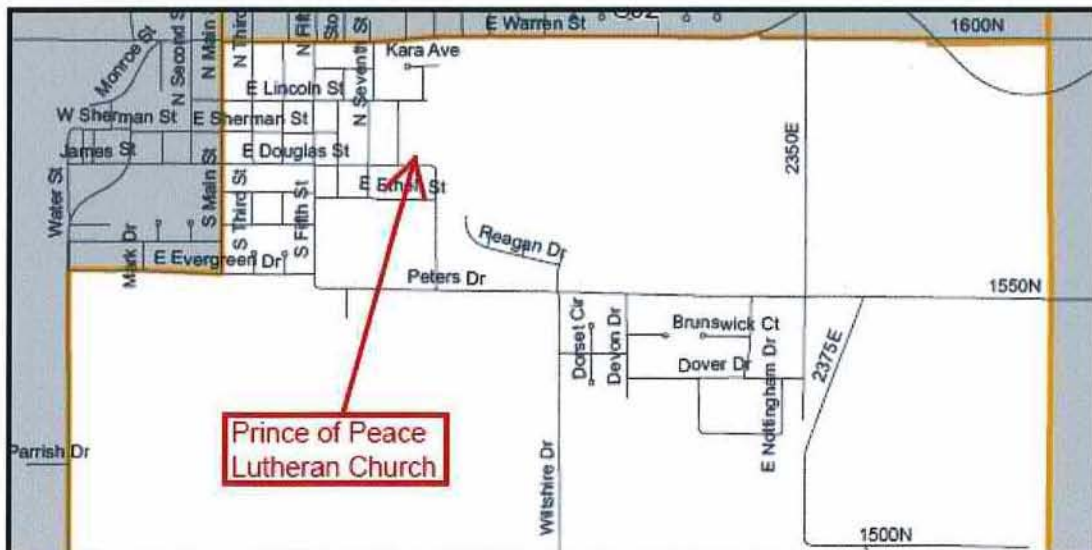 E Warren St
1600N
Kara Ave
Monroe St
N Second S
N Main S
N Third S
N Fift
Sto
N Seventh St
E Lincoln St
W Sherman St
E Sherman St
James St
E Douglas St
E Ethel St
Water St
S Main St
S Third St
S Fifth St
Mark Dr
E Evergreen Dr
Reagan Dr
Peters Dr
2350E
1550N
Dorset Cir
Devon Dr
Brunswick Ct
Dover Dr
E Nottingham Dr
2375E
Prince of Peace
Lutheran Church
Parrish Dr
Wiltshire Dr
1500N